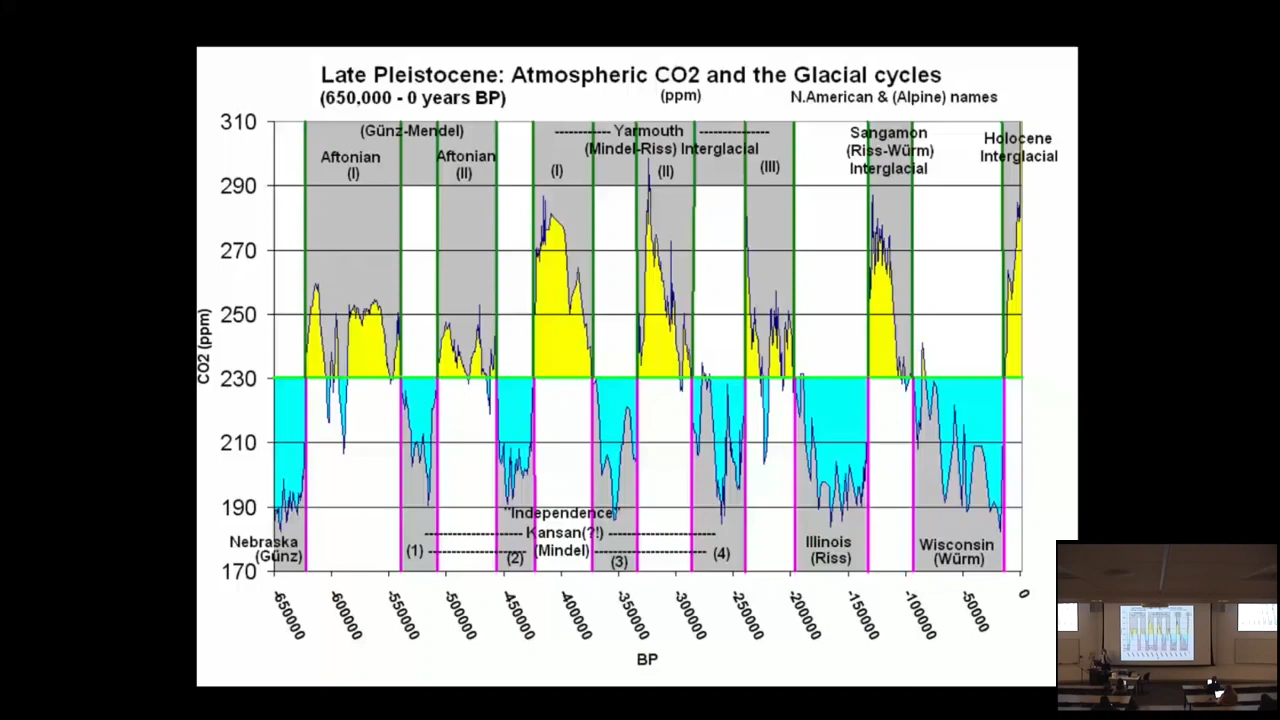 Late Pleistocene: Atmospheric CO2 and the Glacial cycles
(650,000 - 0 years BP)
(ppm)
N.American & (Alpine) names
310
290
270
250
230
210
190
170
CO2 (ppm)
(Günz-Mendel)
Aftonian
(I)
Aftonian
(II)
---------- Yarmouth ------------
(Mindel-Riss) Interglacial
(I)
(II)
(III)
Sangamon
(Riss-Würm)
Interglacial
Holocene
Interglacial
Nebraska
(Günz)
"Independence"
------------------ Kansan(?!) -------------------
(1) ------------------ (Mindel) -------------------- (4)
(2)
(3)
Illinois
(Riss)
Wisconsin
(Würm)
-650000
-600000
-550000
-500000
-450000
-400000
-350000
-300000
-250000
-200000
-150000
-100000
-50000
0
BP